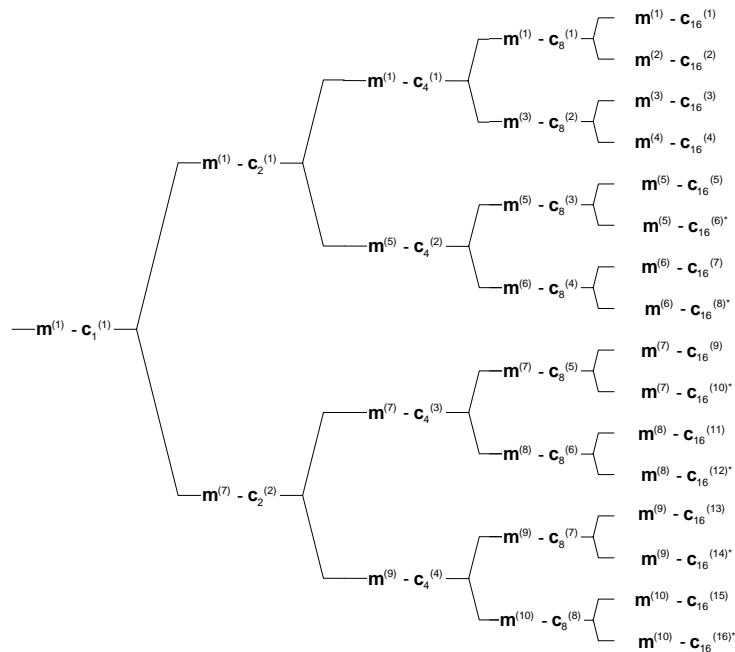 m(1) - c16(1)
m(1) - c8(1)
m(2) - c16(2)
m(1) - c4(1)
m(3) - c16(3)
m(3) - c8(2)
m(4) - c16(4)
m(1) - c2(1)
m(5) - c16(5)
m(5) - c8(3)
m(5) - c16(6)*
m(5) - c4(2)
m(6) - c16(7)
m(6) - c8(4)
m(6) - c16(8)*
m(1) - c1(1)
m(7) - c16(9)
m(7) - c8(5)
m(7) - c16(10)*
m(7) - c4(3)
m(8) - c16(11)
m(8) - c8(6)
m(8) - c16(12)*
m(7) - c2(2)
m(9) - c16(13)
m(9) - c8(7)
m(9) - c16(14)*
m(9) - c4(4)
m(10) - c16(15)
m(10) - c8(8)
m(10) - c16(16)*